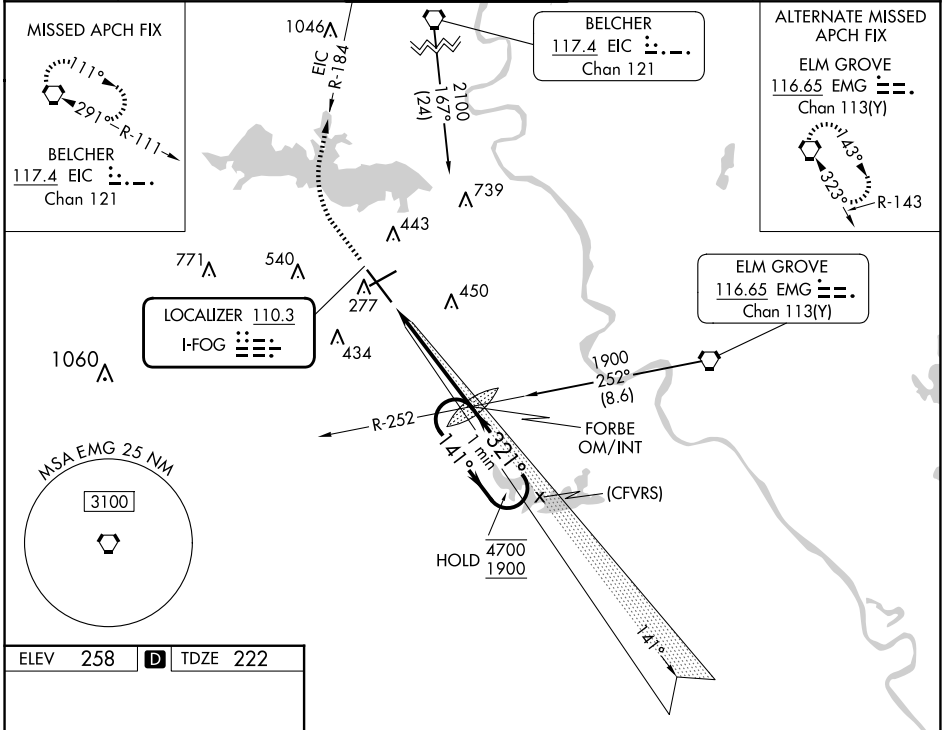 MISSED APCH FIX
111°
291°
R-111
BELCHER
117.4 EIC
Chan 121
1046
EIC
R-184
2100
167°
(24)
BELCHER
117.4 EIC
Chan 121
ALTERNATE MISSED
APCH FIX
ELM GROVE
116.65 EMG
Chan 113(Y)
143°
323°
R-143
739
443
771
540
277
450
434
1060
LOCALIZER 110.3
I-FOG
ELM GROVE
116.65 EMG
Chan 113(Y)
1900
252°
(8.6)
R-252
FORBE
OM/INT
321°
1 min
141°
x
(CFVRS)
HOLD
4700
1900
141°
MSA EMG 25 NM
3100
ELEV 258
D
TDZE 222